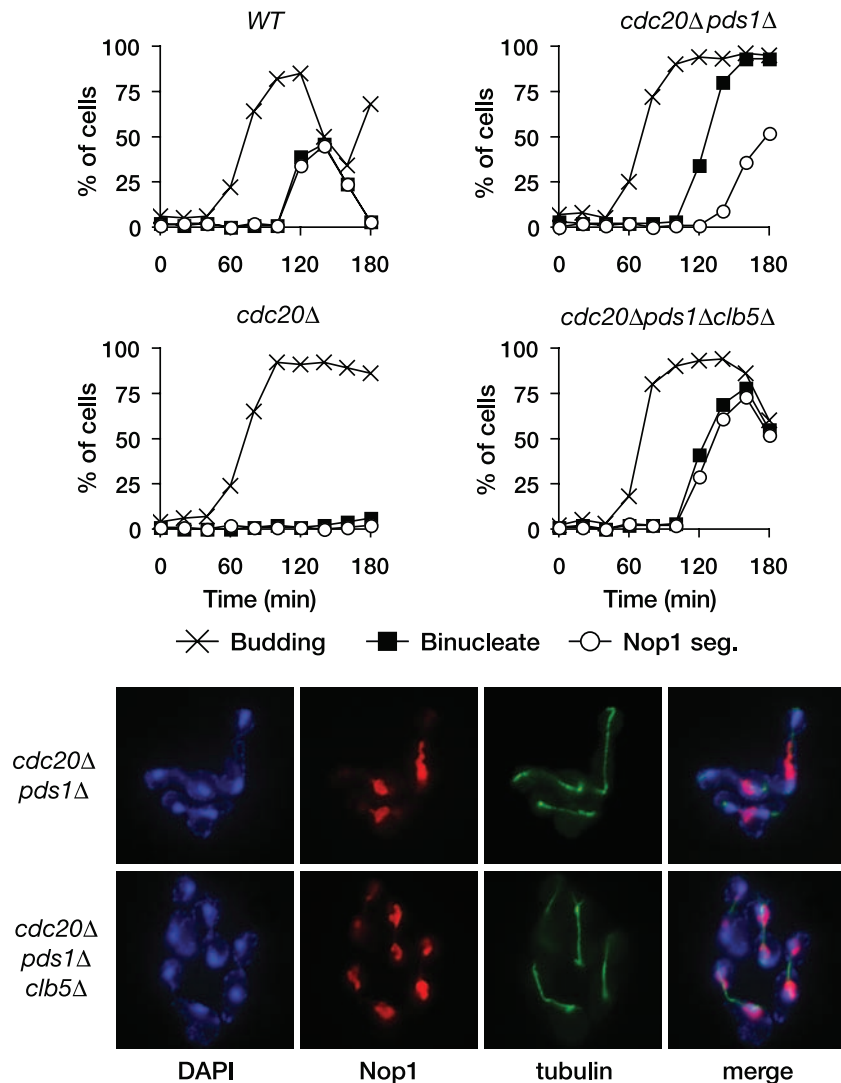 WT
cdc20Δpds1Δ
% of cells
100
75
50
25
0
0 60 120 180
% of cells
100
75
50
25
0
0 60 120 180
cdc20Δ
cdc20Δpds1Δclb5Δ
% of cells
100
75
50
25
0
0 60 120 180
Time (min)
% of cells
100
75
50
25
0
0 60 120 180
Time (min)
Budding Binucleate Nop1 seg.
cdc20Δ
pds1Δ
cdc20Δ
pds1Δ
clb5Δ
DAPI Nop1 tubulin merge